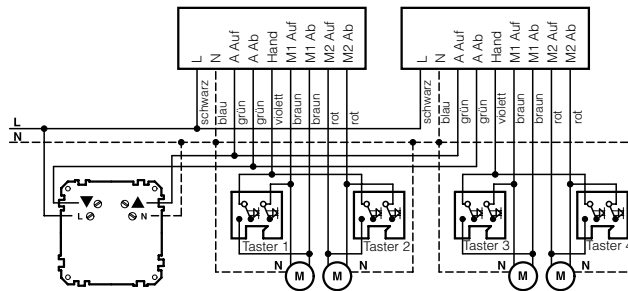 L N A Auf A Ab Hand M1 Auf M1 Ab M2 Auf M2 Ab
L N A Auf A Ab Hand M1 Auf M1 Ab M2 Auf M2 Ab
schwarz blau grün grün violett braun braun rot rot
schwarz blau grün grün violett braun braun rot rot
L
N
L N
Taster 1 Taster 2 Taster 3 Taster 4
N M M N N M M N